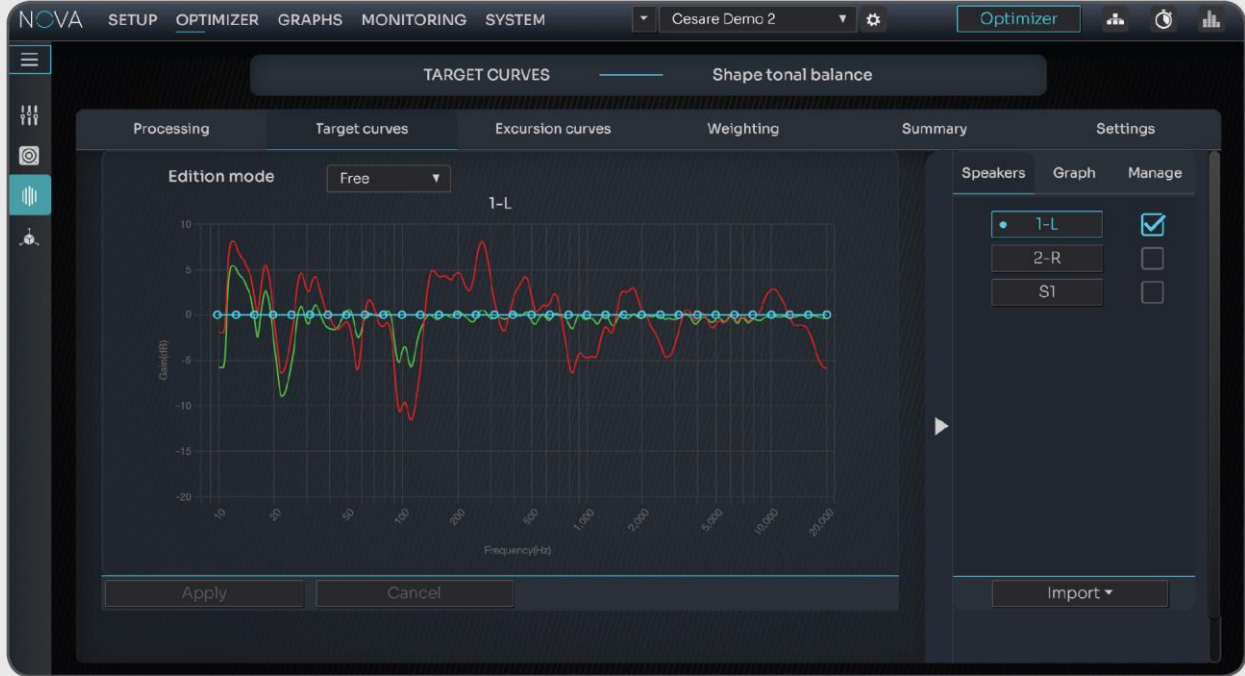 NOVA SETUP OPTIMIZER GRAPHS MONITORING SYSTEM Cesare Demo 2 Optimizer
TARGET CURVES Shape tonal balance
Processing Target curves Excursion curves Weighting Summary Settings
Edition mode Free
1-L
10
5
0
-5
-10
-15
-20
Gain(dB)
10 20 50 100 200 500 1,000 2,000 5,000 10,000 20,000
Frequency(Hz)
Apply Cancel
Speakers Graph Manage
1-L
2-R
S1
Import